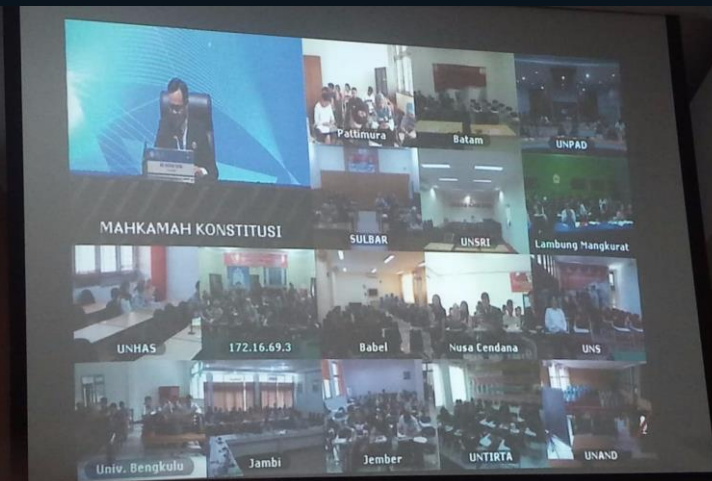 MAHKAMAH KONSTITUSI
Pattimura
Batam
UNPAD
SULBAR
UNSRI
Lambung Mangkurat
UNHAS
172.16.69.3
Babel
Nusa Cendana
UNS
Univ. Bengkulu
Jambi
Jember
UNTIRTA
UNAND